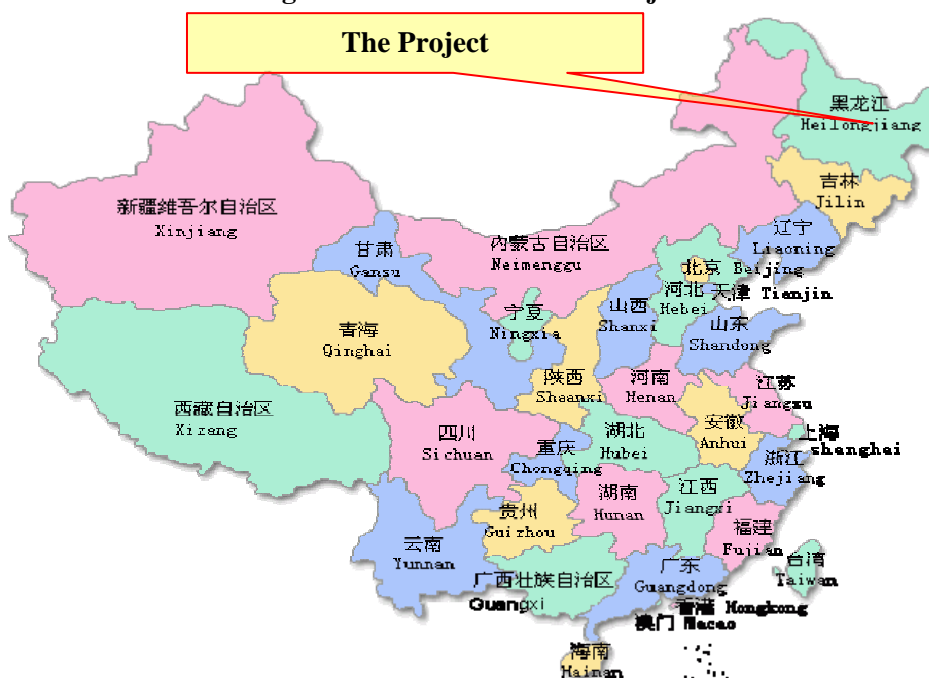 The Project
黑龙江
Heilongjiang
吉林
Jilin
辽宁
Liaoning
新疆维吾尔自治区
Xinjiang
甘肃
Gansu
内蒙古自治区
Neimenggu
北京 Beijing
河北 天津 Tianjin
Hebei
山西
Shanxi
宁夏
Ningxia
山东
Shandong
青海
Qinghai
陕西
Shaanxi
河南
Henan
江苏
Jiangsu
西藏自治区
Xizang
四川
Sichuan
重庆
Chongqing
湖北
Hubei
安徽
Anhui
上海
shanghai
浙江
Zhejiang
湖南
Hunan
江西
Jiangxi
贵州
Guizhou
福建
Fujian
云南
Yunnan
广西壮族自治区
Guangxi
广东
Guangdong
台湾
Taiwan
香港 Hongkong
澳门 Macao
海南
Hainan